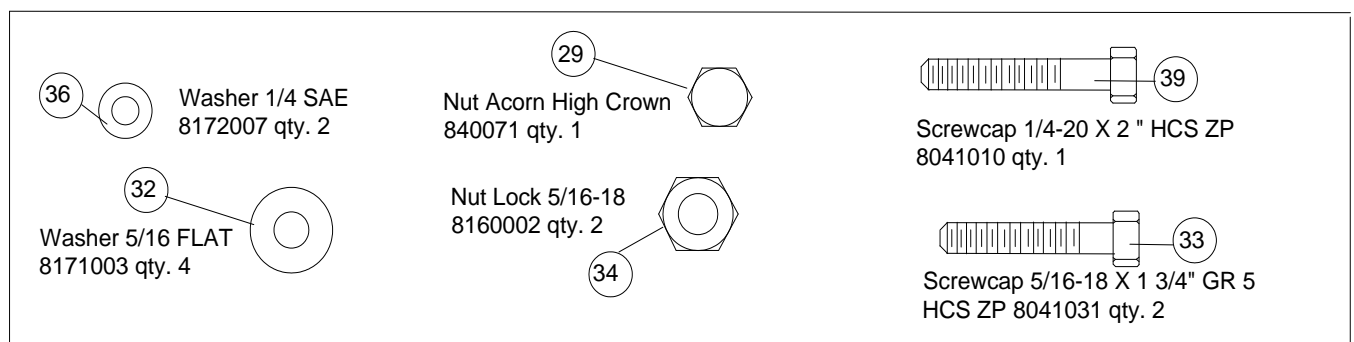 36
Washer 1/4 SAE
8172007 qty. 2
32
Washer 5/16 FLAT
8171003 qty. 4
29
Nut Acorn High Crown
840071 qty. 1
Nut Lock 5/16-18
8160002 qty. 2
34
39
Screwcap 1/4-20 X 2 " HCS ZP
8041010 qty. 1
33
Screwcap 5/16-18 X 1 3/4" GR 5
HCS ZP 8041031 qty. 2